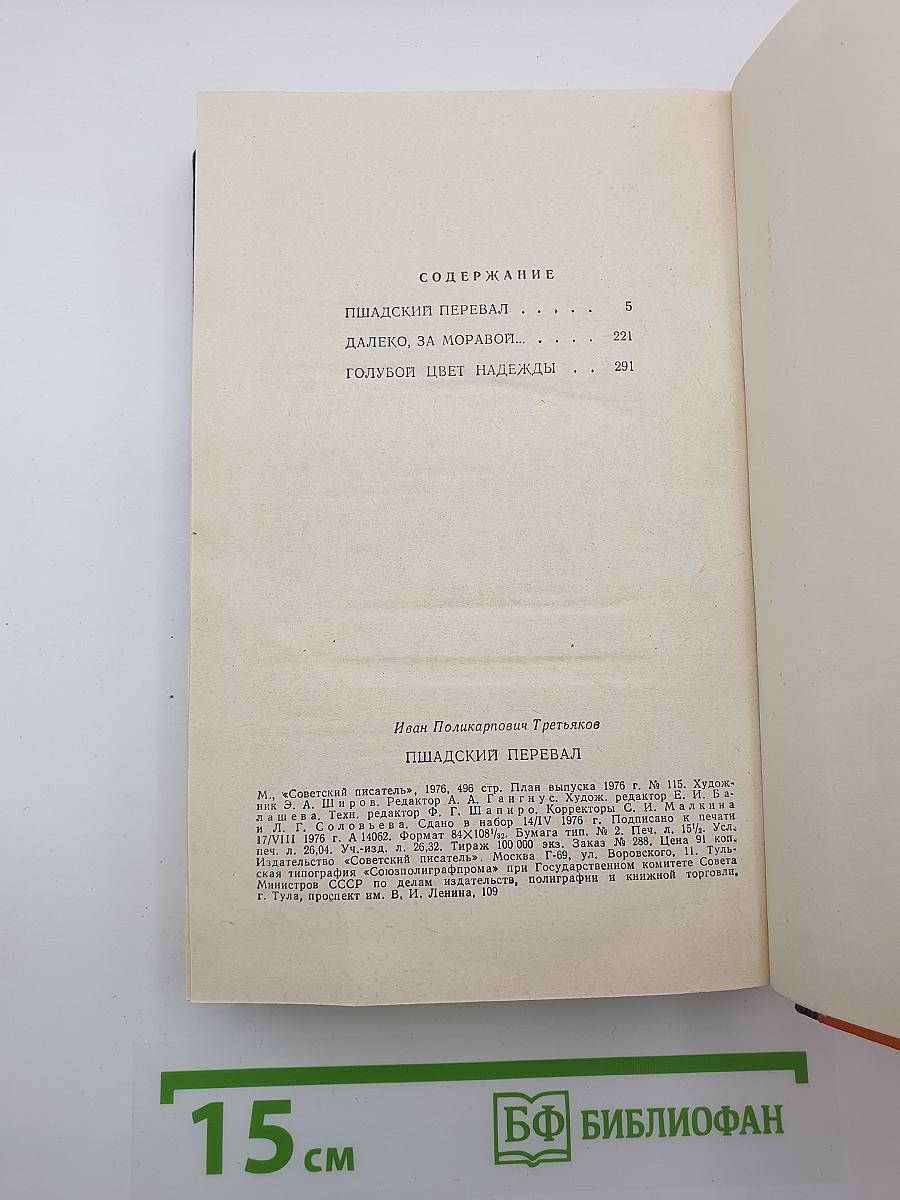 СОДЕРЖАНИЕ
ПШАДСКИЙ ПЕРЕВАЛ . . . . . 5
ДАЛЕКО, ЗА МОРАВОЙ... . . . . 221
ГОЛУБОЙ ЦВЕТ НАДЕЖДЫ . . 291
Иван Поликарпович Третьяков
ПШАДСКИЙ ПЕРЕВАЛ
М., «Советский писатель», 1976, 496 стр. План выпуска 1976 г. № 115. Худож-
ник Э. А. Широв. Редактор А. А. Гангнус. Худож. редактор Е. И. Ба-
лашева. Техн. редактор Ф. Г. Шапиро. Корректоры С. И. Малкина
и Л. Г. Соловьева. Сдано в набор 14/IV 1976 г. Подписано к печати
17/VIII 1976 г. А 14062. Формат 84×108¹/₃₂. Бумага тип. № 2. Печ. л. 15¹/₂. Усл.
печ. л. 26,04. Уч.-изд. л. 26,32. Тираж 100 000 экз. Заказ № 288. Цена 91 коп.
Издательство «Советский писатель». Москва Г-69, ул. Воровского, 11. Туль-
ская типография «Союзполиграфпрома» при Государственном комитете Совета
Министров СССР по делам издательств, полиграфии и книжной торговли,
г. Тула, проспект им. В. И. Ленина, 109
15 см
БФ БИБЛИОФАН